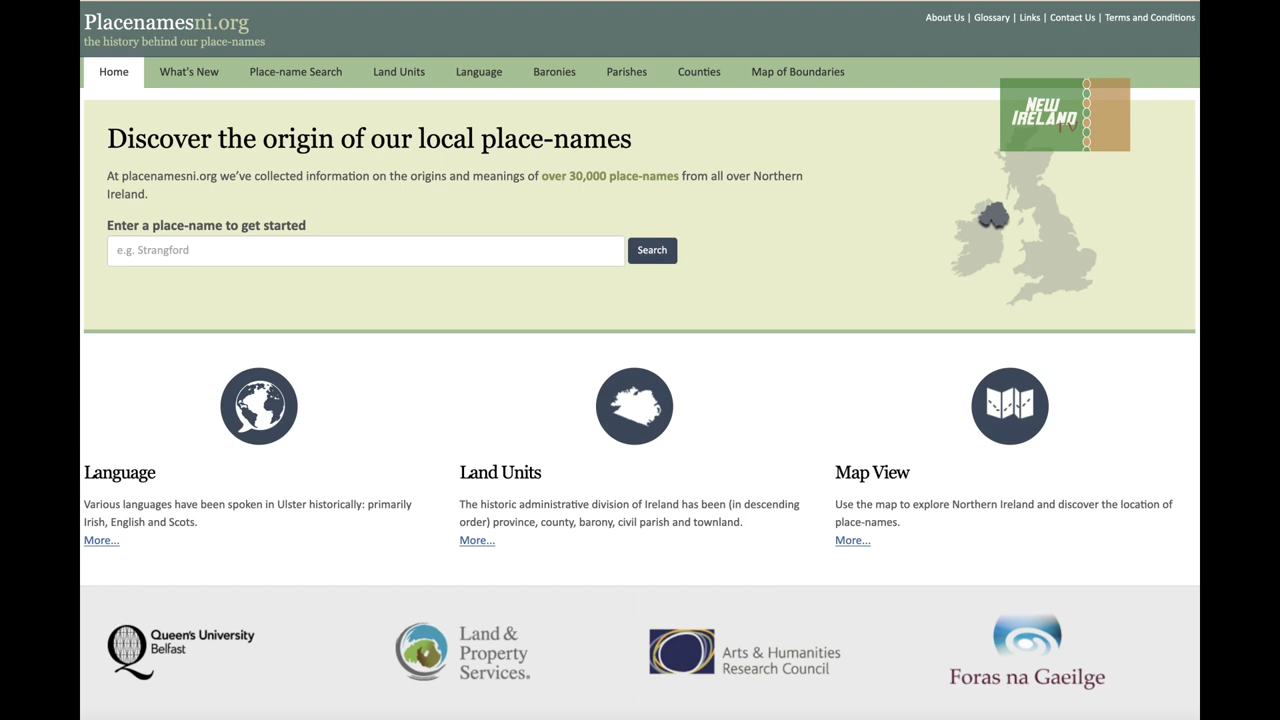 Placenamesni.org
the history behind our place-names
About Us | Glossary | Links | Contact Us | Terms and Conditions
Home What's New Place-name Search Land Units Language Baronies Parishes Counties Map of Boundaries
NEW
IRELAND
TV
Discover the origin of our local place-names
At placenamesni.org we've collected information on the origins and meanings of over 30,000 place-names from all over Northern
Ireland.
Enter a place-name to get started
e.g. Strangford
Search
Language
Various languages have been spoken in Ulster historically: primarily
Irish, English and Scots.
More...
Land Units
The historic administrative division of Ireland has been (in descending
order) province, county, barony, civil parish and townland.
More...
Map View
Use the map to explore Northern Ireland and discover the location of
place-names.
More...
Queen's University
Belfast
Land &
Property
Services.
Arts & Humanities
Research Council
Foras na Gaeilge